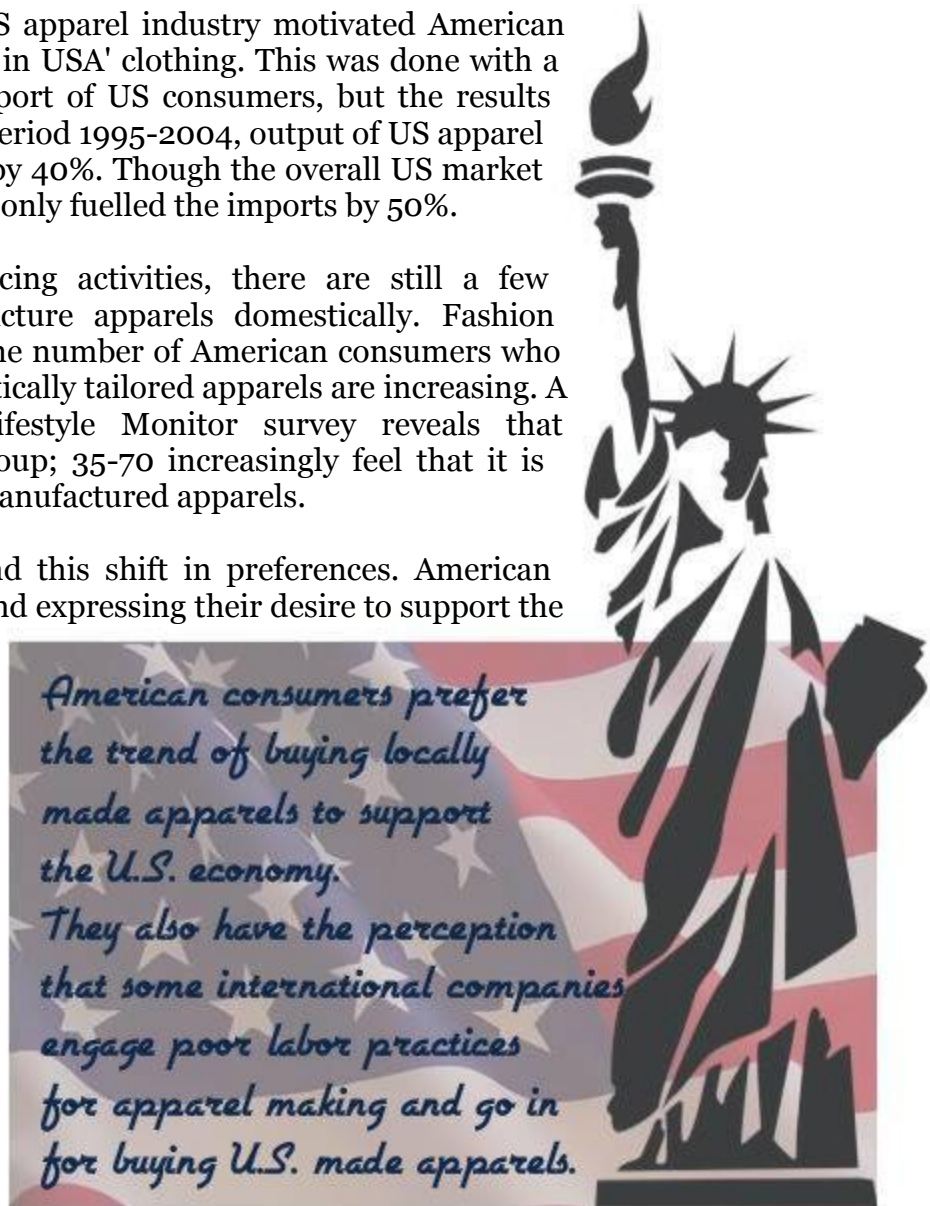 S apparel industry motivated American
in USA' clothing. This was done with a
port of US consumers, but the results
eriod 1995-2004, output of US apparel
by 40%. Though the overall US market
only fuelled the imports by 50%.
cing activities, there are still a few
cture apparels domestically. Fashion
ne number of American consumers who
tically tailored apparels are increasing. A
ifestyle Monitor survey reveals that
oup; 35-70 increasingly feel that it is
nanufactured apparels.
nd this shift in preferences. American
nd expressing their desire to support the
American consumers prefer
the trend of buying locally
made apparels to support
the U.S. economy.
They also have the perception
that some international companies
engage poor labor practices
for apparel making and go in
for buying U.S. made apparels.